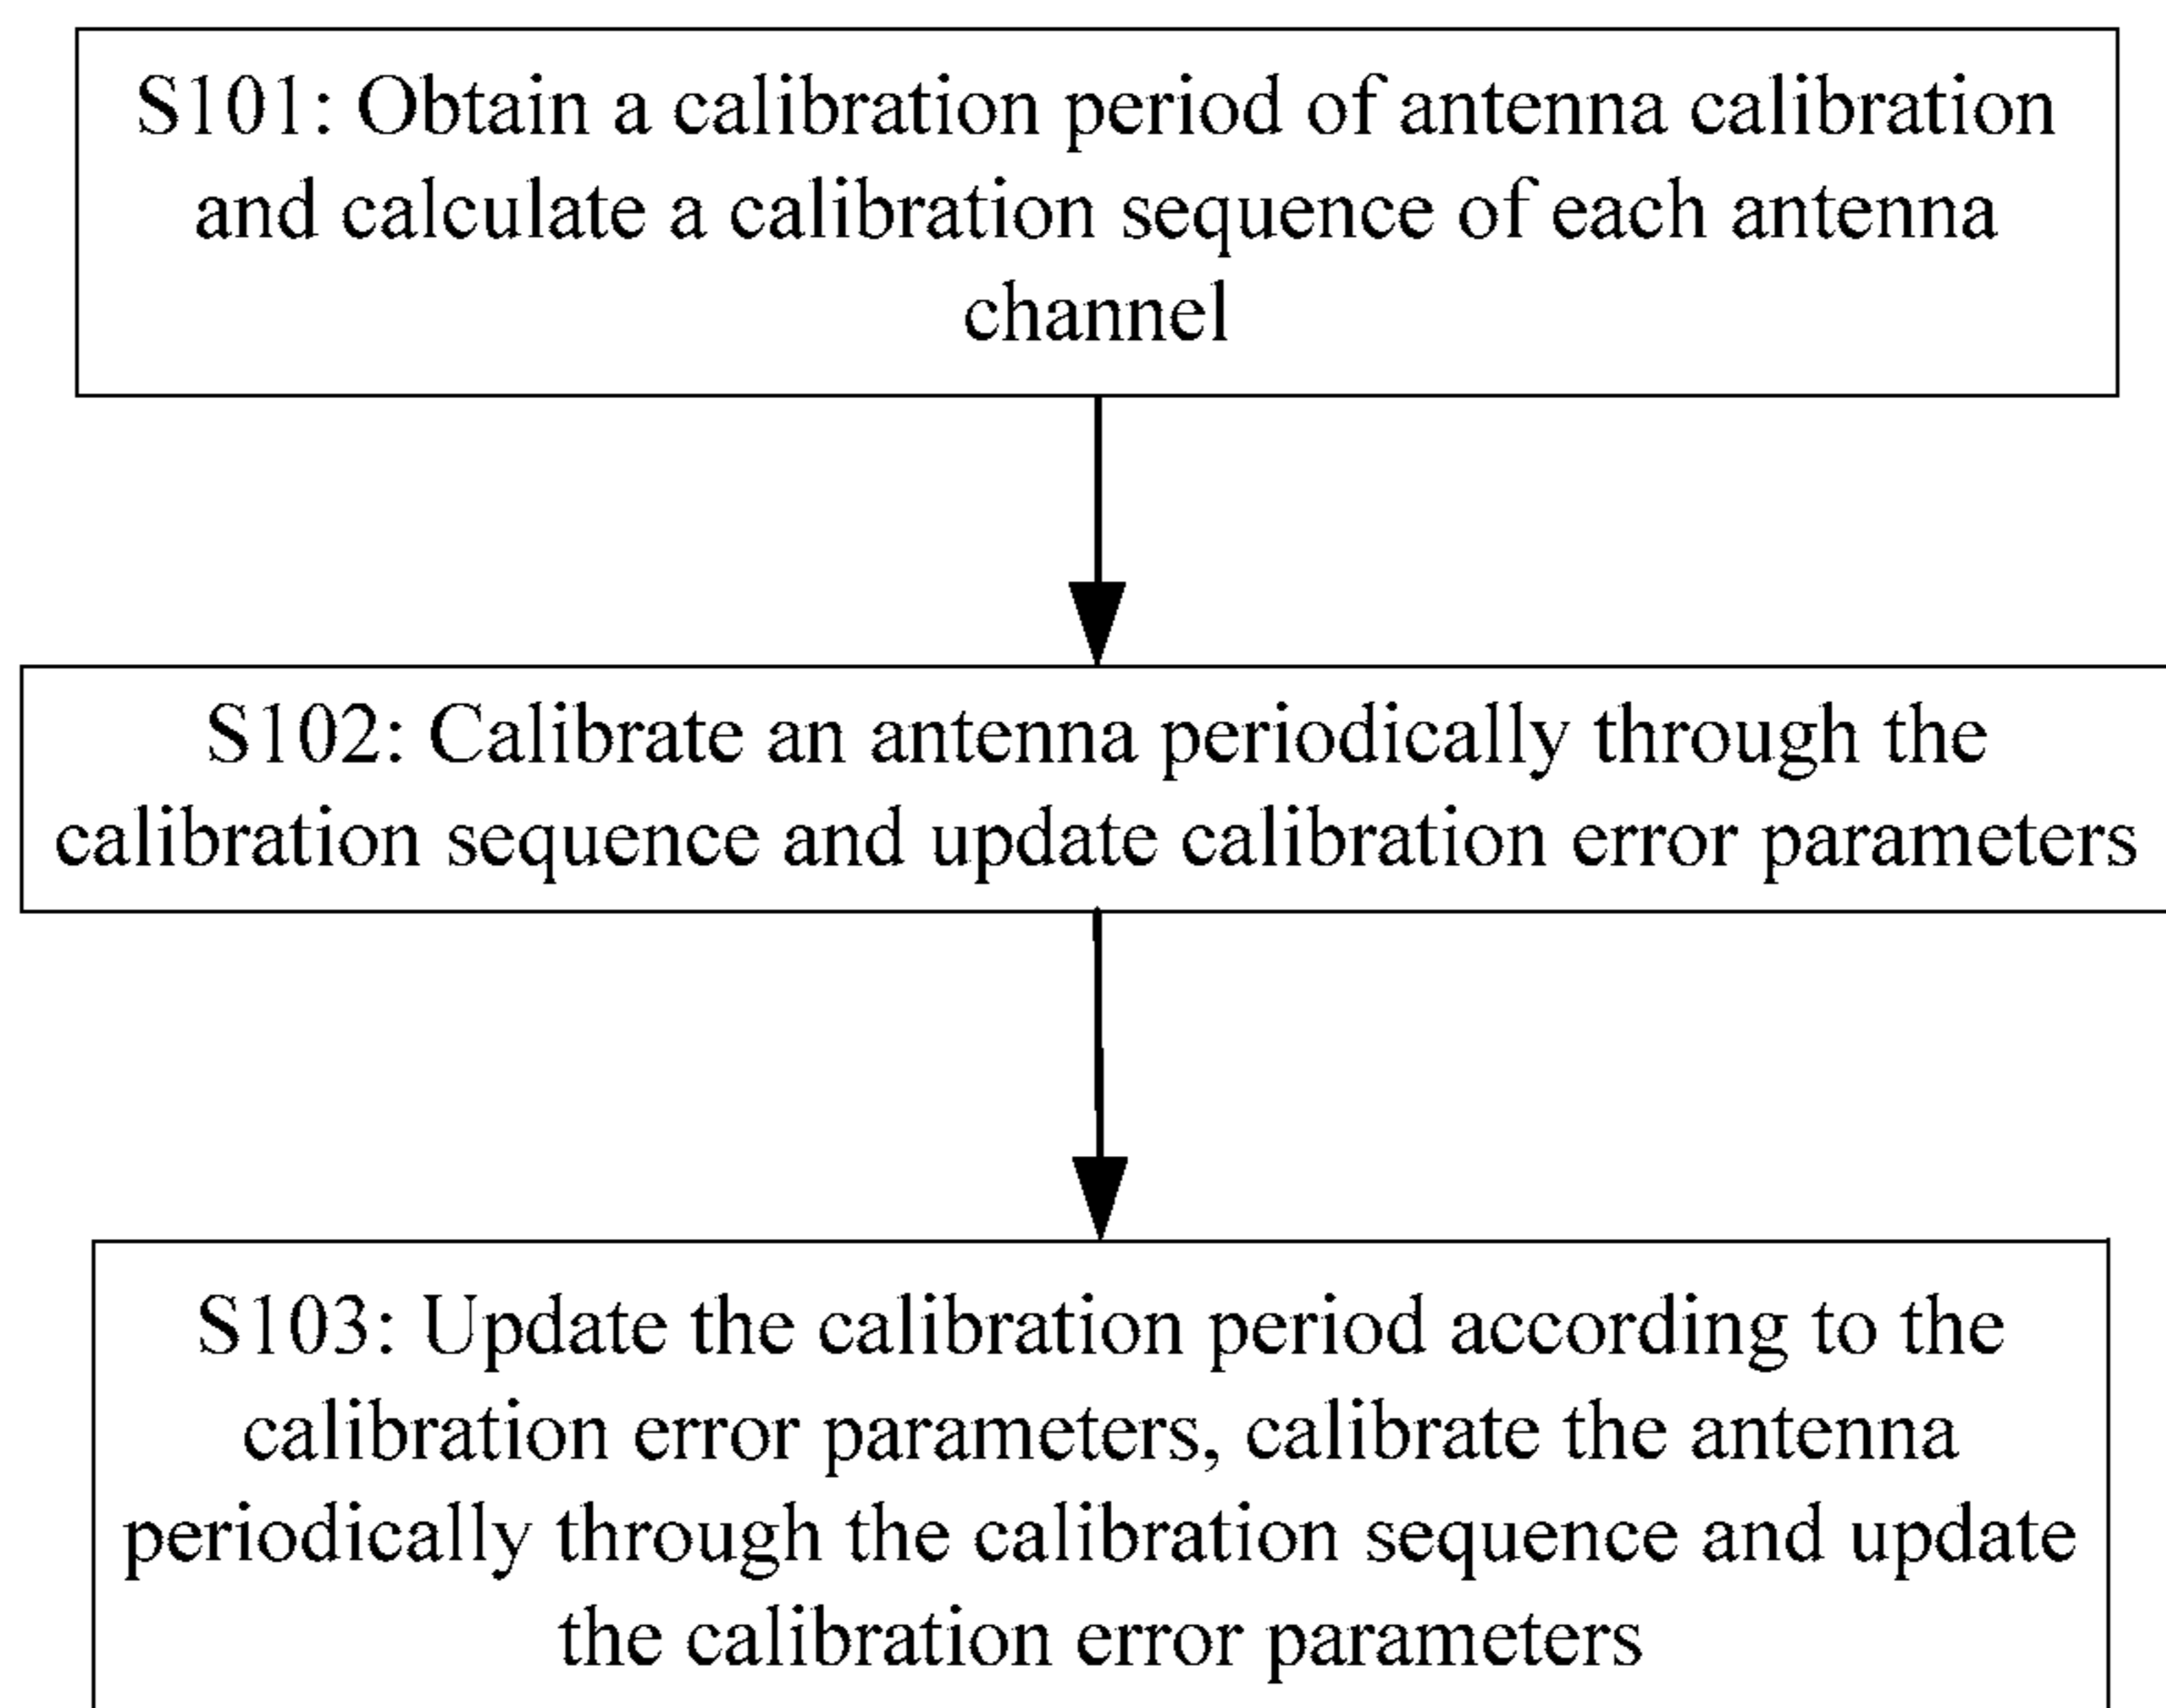 S101: Obtain a calibration period of antenna calibration
and calculate a calibration sequence of each antenna
channel
S102: Calibrate an antenna periodically through the
calibration sequence and update calibration error parameters
S103: Update the calibration period according to the
calibration error parameters, calibrate the antenna
periodically through the calibration sequence and update
the calibration error parameters